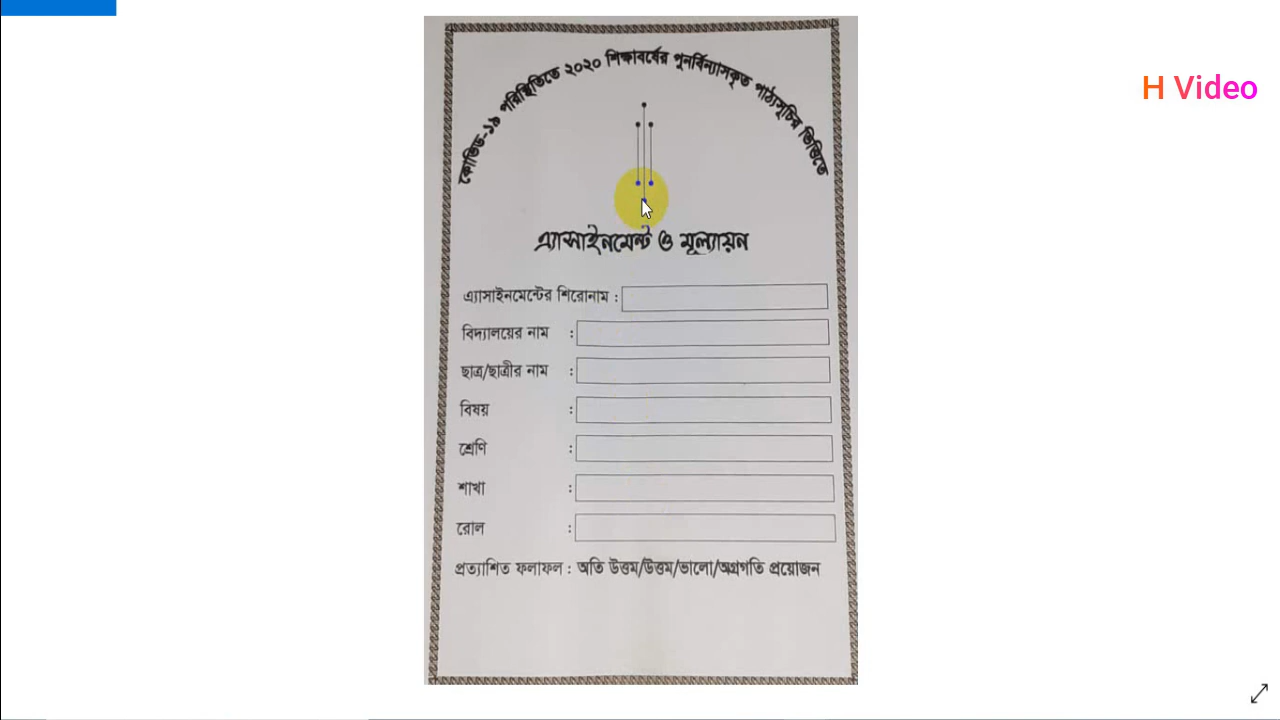 কোভিড-১৯ পরিস্থিতিতে ২০২০ শিক্ষাবর্ষের পুনর্বিন্যাসকৃত পাঠ্যসূচির ভিত্তিতে
H Video
এ্যাসাইনমেন্ট ও মূল্যায়ন
এ্যাসাইনমেন্টের শিরোনাম :
বিদ্যালয়ের নাম :
ছাত্র/ছাত্রীর নাম :
বিষয় :
শ্রেণি :
শাখা :
রোল :
প্রত্যাশিত ফলাফল : অতি উত্তম/উত্তম/ভালো/অগ্রগতি প্রয়োজন